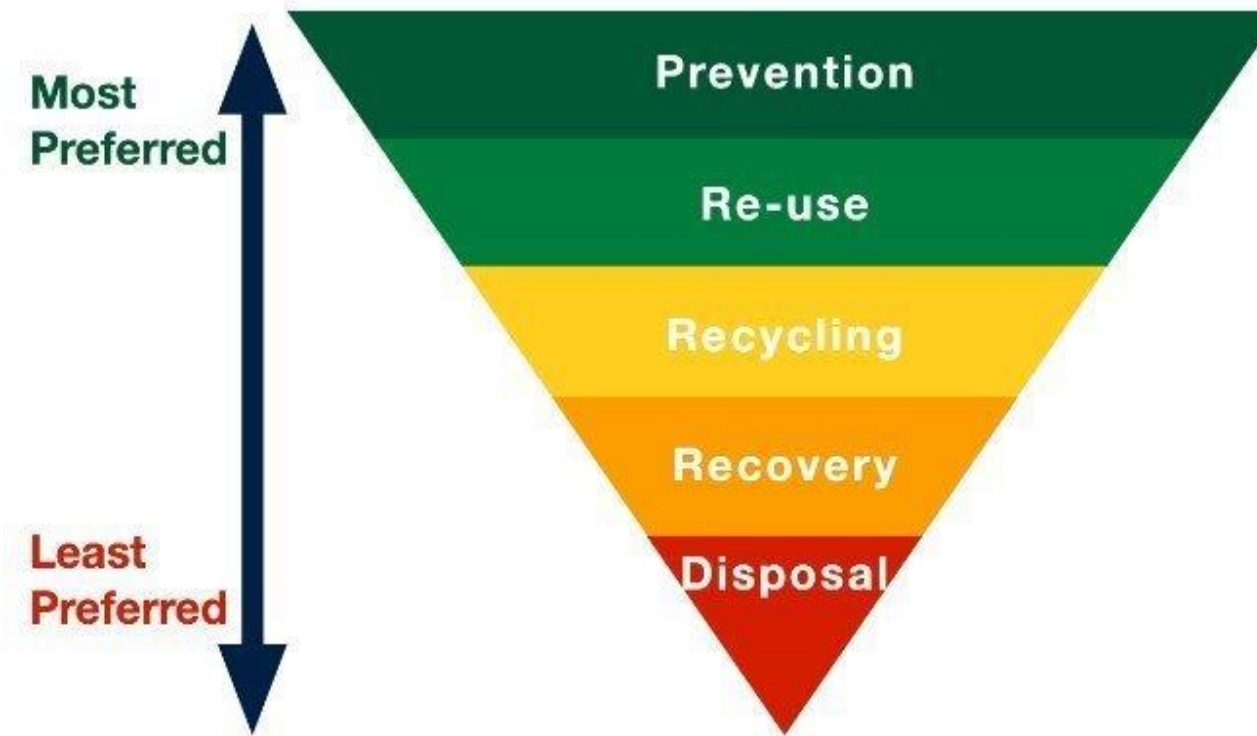 Most
Preferred
Prevention
Re-use
Recycling
Recovery
Disposal
Least
Preferred